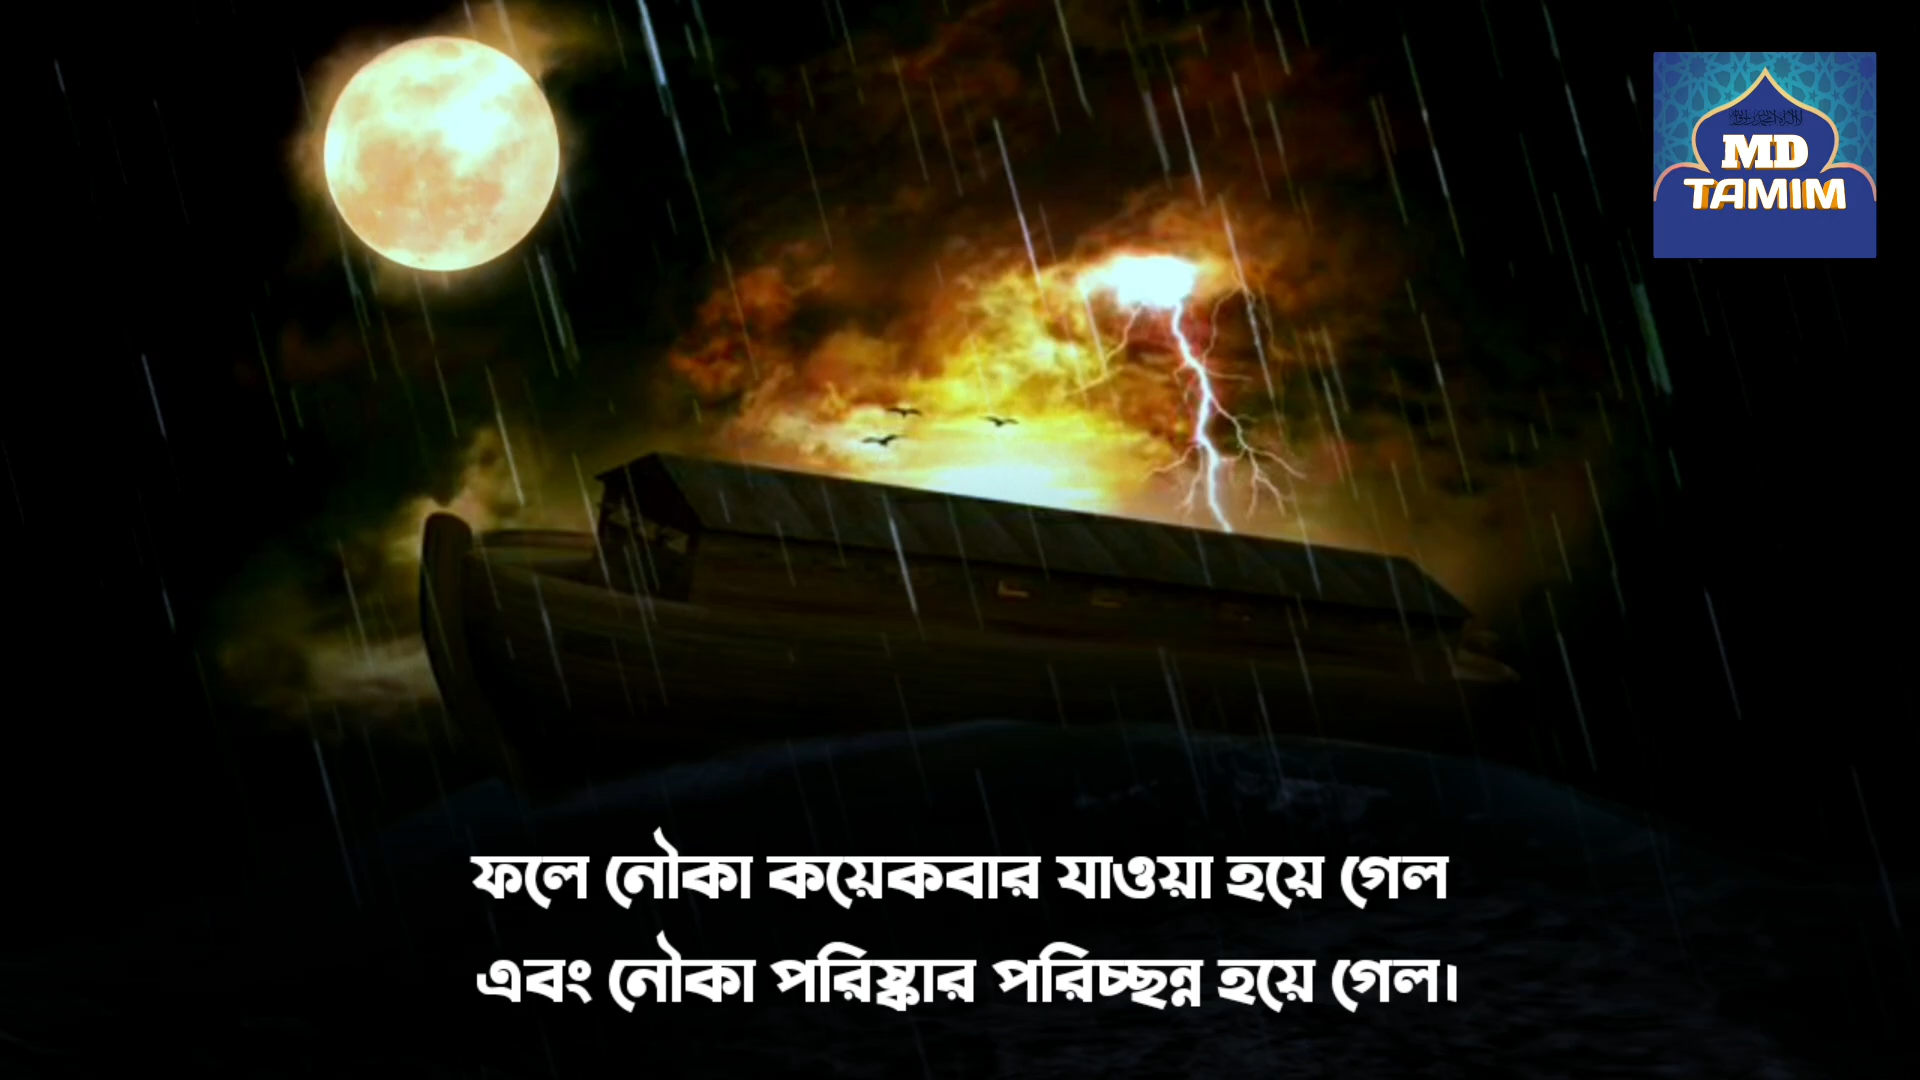 MD
TAMIM
ফলে নৌকা কয়েকবার যাওয়া হয়ে গেল
এবং নৌকা পরিস্কার পরিচ্ছন্ন হয়ে গেল।